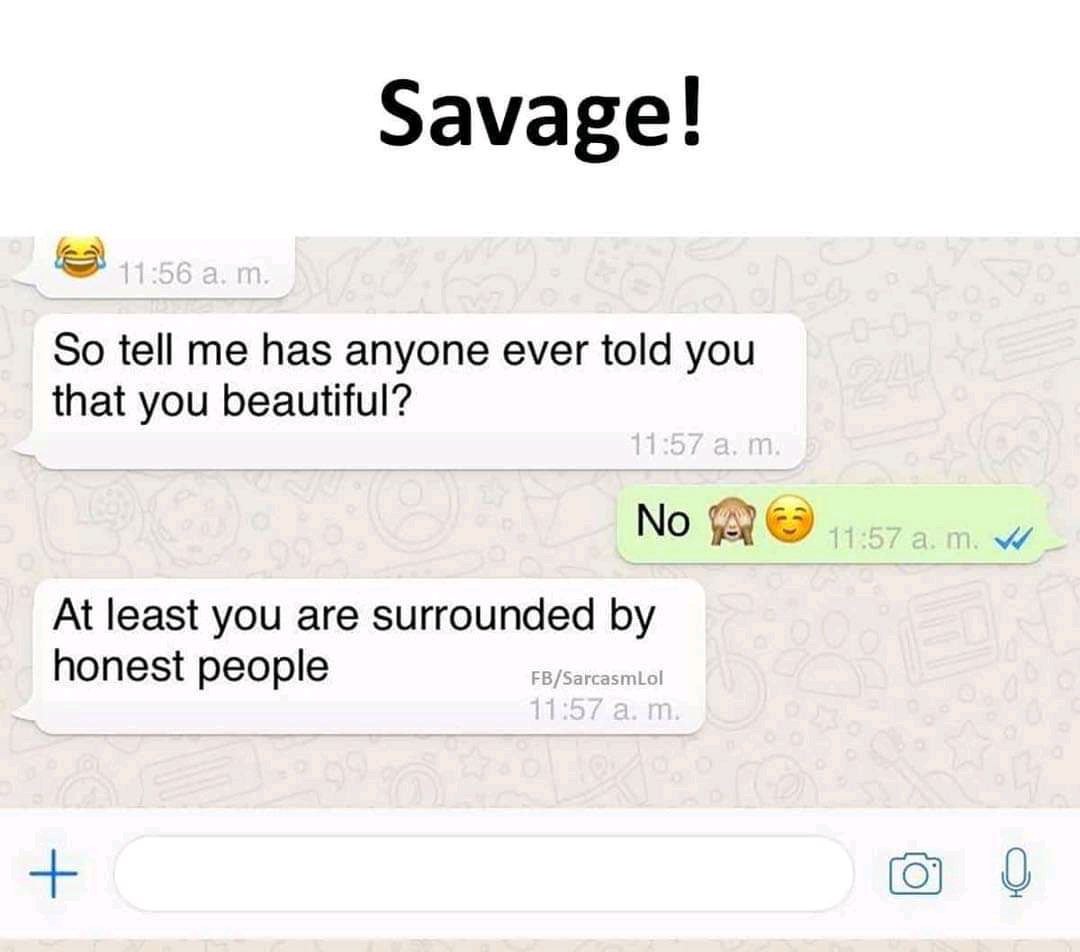 Savage!
😂 11:56 a. m.
So tell me has anyone ever told you
that you beautiful?
11:57 a. m.
No 🙈☺️ 11:57 a. m.
At least you are surrounded by
honest people
FB/SarcasmLol
11:57 a. m.